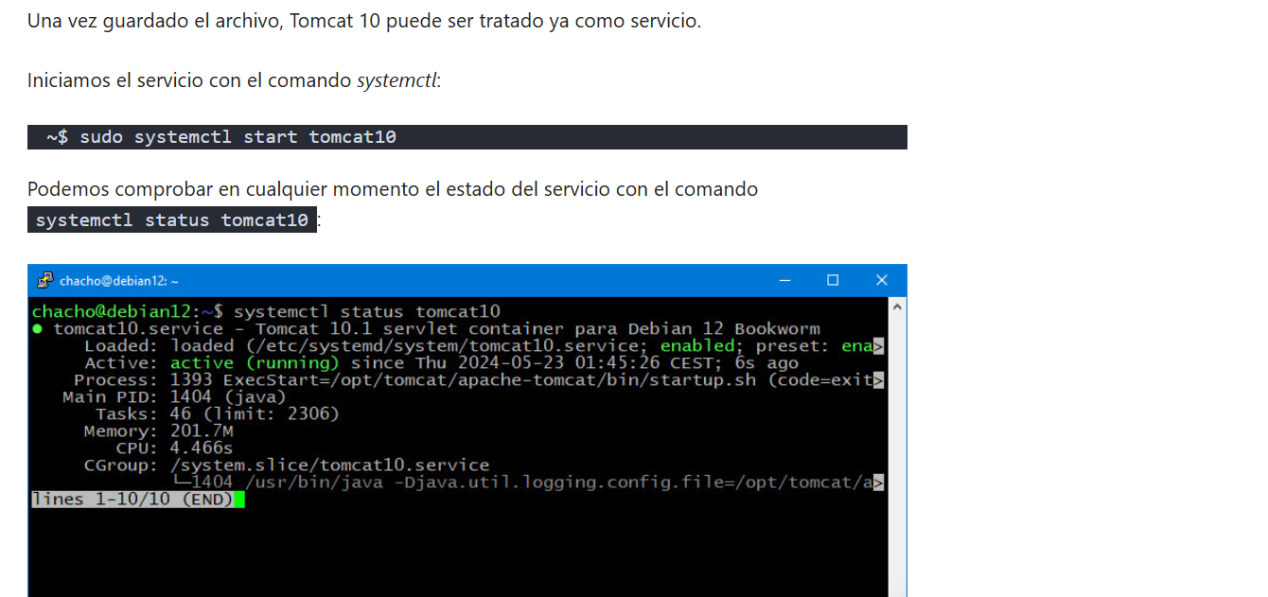 Una vez guardado el archivo, Tomcat 10 puede ser tratado ya como servicio.
Iniciamos el servicio con el comando systemctl:
~$ sudo systemctl start tomcat10
Podemos comprobar en cualquier momento el estado del servicio con el comando
systemctl status tomcat10:
chacho@debian12: ~
chacho@debian12:~$ systemctl status tomcat10
● tomcat10.service - Tomcat 10.1 servlet container para Debian 12 Bookworm
Loaded: loaded (/etc/systemd/system/tomcat10.service; enabled; preset: ena>
Active: active (running) since Thu 2024-05-23 01:45:26 CEST; 6s ago
Process: 1393 ExecStart=/opt/tomcat/apache-tomcat/bin/startup.sh (code=exit>
Main PID: 1404 (java)
Tasks: 46 (limit: 2306)
Memory: 201.7M
CPU: 4.466s
CGroup: /system.slice/tomcat10.service
└─1404 /usr/bin/java -Djava.util.logging.config.file=/opt/tomcat/a>
lines 1-10/10 (END)